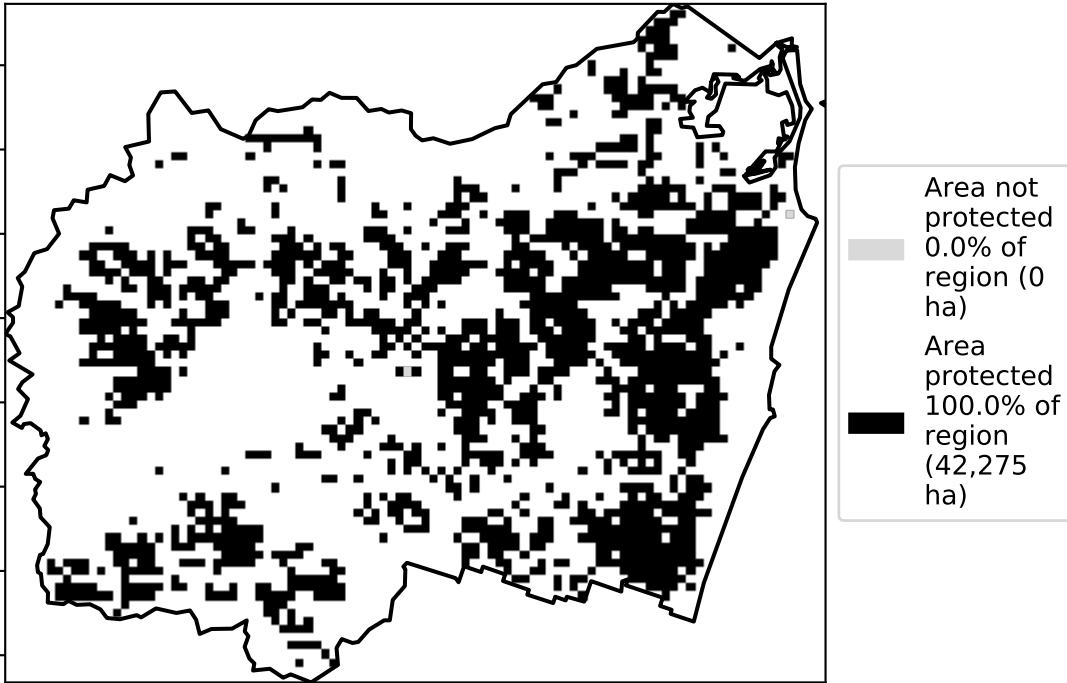 Area not
protected
0.0% of
region (0
ha)
Area
protected
100.0% of
region
(42,275
ha)